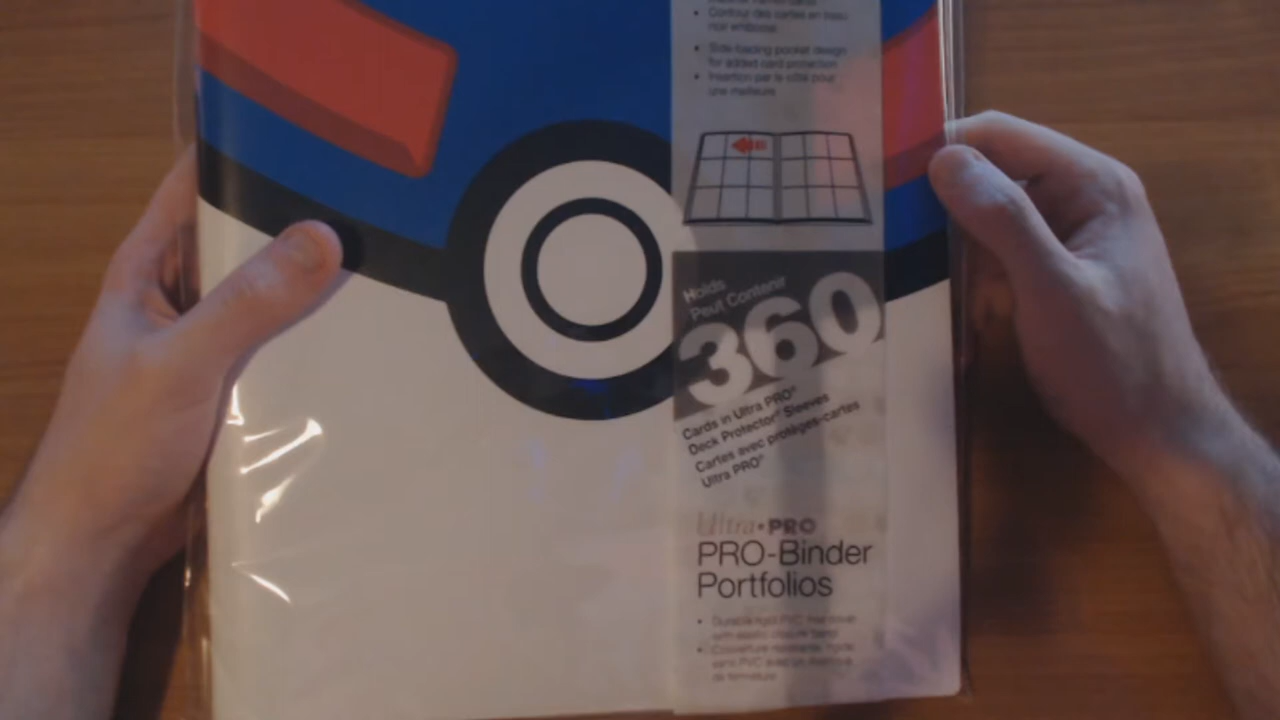 • Contour des cartes en tissu
noir embossé
• Side-loading pocket design
for added card protection
• Insertion par le côté pour
une meilleure
Holds
Peut Contenir
360
Cards in Ultra PRO®
Deck Protector® Sleeves
Cartes avec protèges-cartes
Ultra PRO®
Ultra•PRO
PRO-Binder
Portfolios